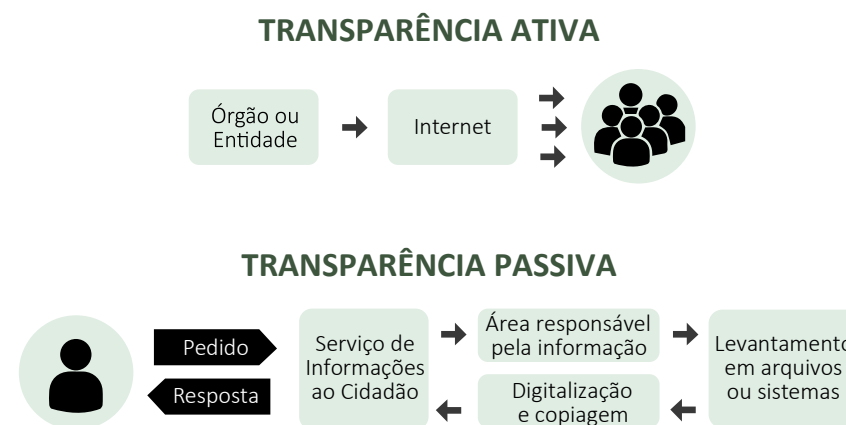 TRANSPARÊNCIA ATIVA
Órgão ou
Entidade
Internet
TRANSPARÊNCIA PASSIVA
Pedido
Resposta
Serviço de
Informações
ao Cidadão
Área responsável
pela informação
Levantamento
em arquivos
ou sistemas
Digitalização
e copiagem